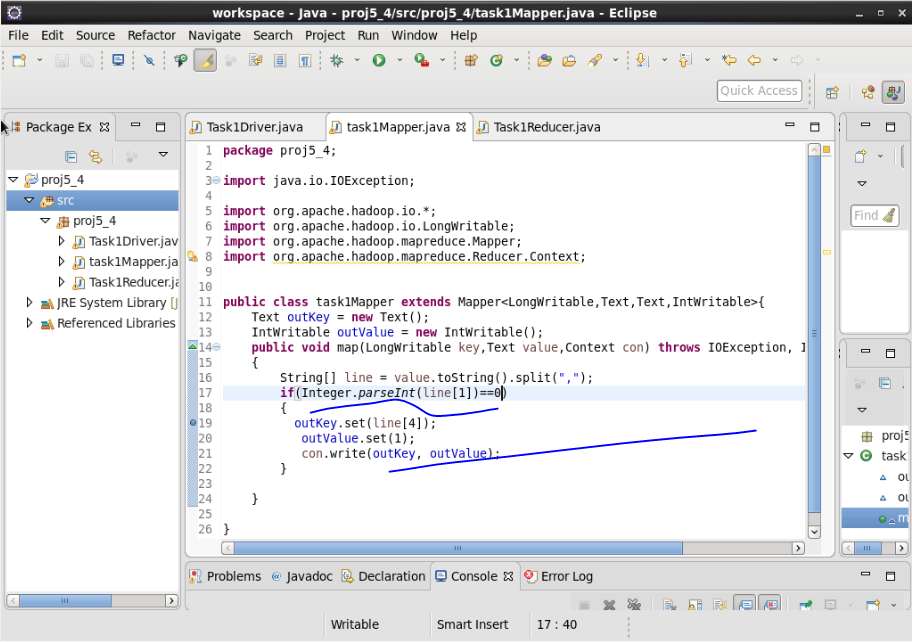 workspace - Java - proj5_4/src/proj5_4/task1Mapper.java - Eclipse
File Edit Source Refactor Navigate Search Project Run Window Help
Quick Access
Package Ex
Task1Driver.java task1Mapper.java Task1Reducer.java
proj5_4
src
proj5_4
Task1Driver.jav
task1Mapper.ja
Task1Reducer.ja
JRE System Library [J
Referenced Libraries
1 package proj5_4;
2
3 import java.io.IOException;
4
5 import org.apache.hadoop.io.*;
6 import org.apache.hadoop.io.LongWritable;
7 import org.apache.hadoop.mapreduce.Mapper;
8 import org.apache.hadoop.mapreduce.Reducer.Context;
9
10
11 public class task1Mapper extends Mapper<LongWritable,Text,Text,IntWritable>{
12 Text outKey = new Text();
13 IntWritable outValue = new IntWritable();
14 public void map(LongWritable key,Text value,Context con) throws IOException, I
15 {
16 String[] line = value.toString().split(",");
17 if(Integer.parseInt(line[1])==0)
18 {
19 outKey.set(line[4]);
20 outValue.set(1);
21 con.write(outKey, outValue);
22 }
23
24 }
25
26 }
Find
proj5
task
ou
ou
m
Problems Javadoc Declaration Console Error Log
Writable Smart Insert 17 : 40